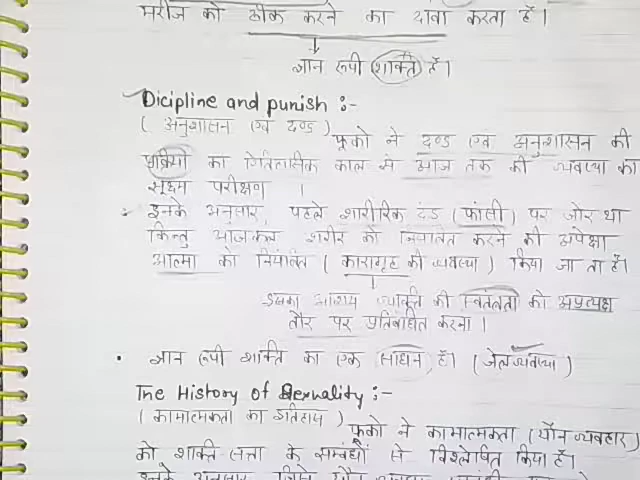 मरीज को ठीक करने का दावा करता है।
ज्ञान रूपी शक्ति है।
Dicipline and punish :-
(अनुशासन एवं दण्ड)
फूको ने दण्ड एवं अनुशासन की
प्रक्रिया का ऐतिहासिक काल से आज तक की व्यवस्था का
सूक्ष्म परीक्षण ।
इनके अनुसार, पहले शारीरिक दंड (फांसी) पर जोर था
किन्तु आजकल शरीर को नियंत्रित करने की अपेक्षा
आत्मा को नियंत्रित (कारागृह की व्यवस्था) किया जाता है।
इसका आशय व्यक्ति की स्वतंत्रता को अप्रत्यक्ष
तौर पर प्रतिबंधित करना ।
• ज्ञान रूपी शक्ति का एक साधन है। (जेल व्यवस्था)
The History of Sexuality :-
(कामात्मकता का इतिहास)
फूको ने कामात्मकता (यौन व्यवहार)
को शक्ति-सत्ता के सम्बंधों से विश्लेषित किया है।
इनके अनुसार